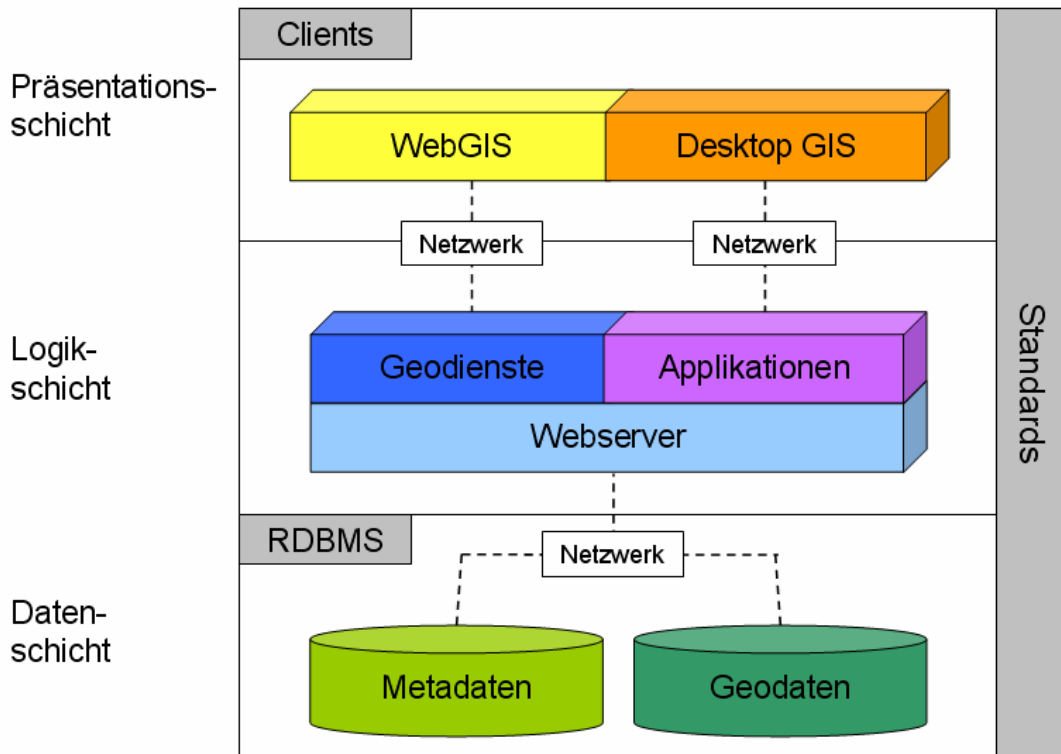 Clients
Präsentations-
schicht
WebGIS
Desktop GIS
Netzwerk
Netzwerk
Logik-
schicht
Geodienste
Applikationen
Webserver
Standards
RDBMS
Netzwerk
Daten-
schicht
Metadaten
Geodaten